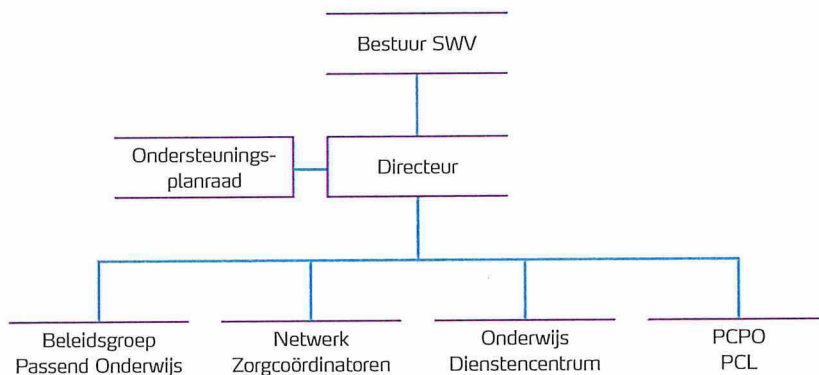 Bestuur SWV
Ondersteunings-
planraad
Directeur
Beleidsgroep
Passend Onderwijs
Netwerk
Zorgcoördinatoren
Onderwijs
Dienstencentrum
PCPO
PCL